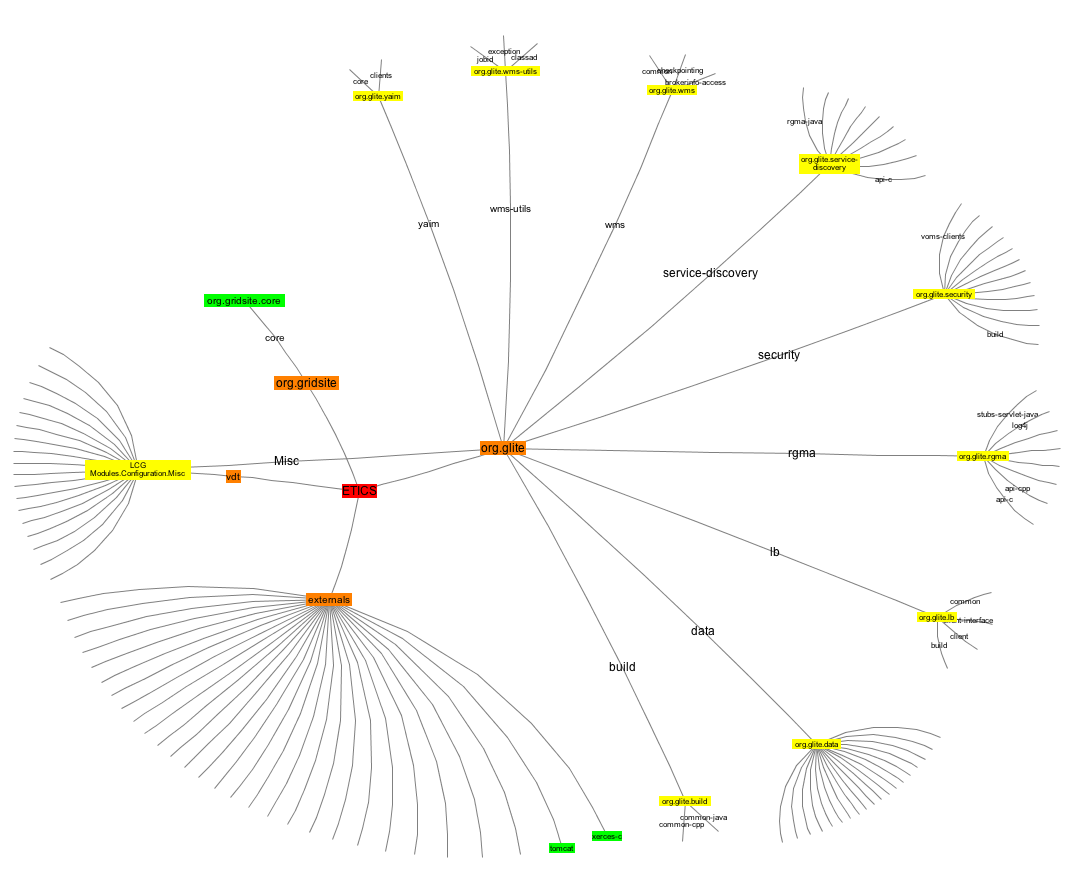 exception
jobid
classad
org.glite.wms-utils
clients
core
org.glite.yaim
brokerinfo-access
org.glite.wms
rgma-java
org.glite.service-
discovery
api-c
wms-utils
yaim
wms
voms-clients
service-discovery
org.glite.security
org.gridsite.core
build
core
security
org.gridsite
stubs-servlet-java
log4j
org.glite
rgma
org.glite.rgma
Misc
LCG
Modules.Configuration.Misc
vdt
ETICS
api-cpp
api-c
lb
externals
common
org.glite.lb
client
build
data
build
org.glite.data
org.glite.build
common-java
common-cpp
xerces-c
tomcat